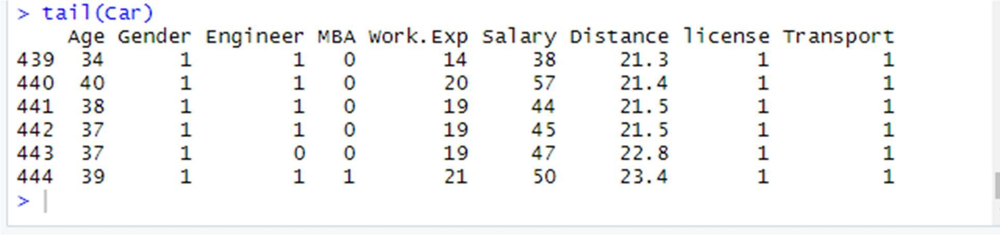 > tail(Car)
Age Gender Engineer MBA Work.Exp Salary Distance license Transport
439 34 1 1 0 14 38 21.3 1 1
440 40 1 1 0 20 57 21.4 1 1
441 38 1 1 0 19 44 21.5 1 1
442 37 1 1 0 19 45 21.5 1 1
443 37 1 0 0 19 47 22.8 1 1
444 39 1 1 1 21 50 23.4 1 1
>